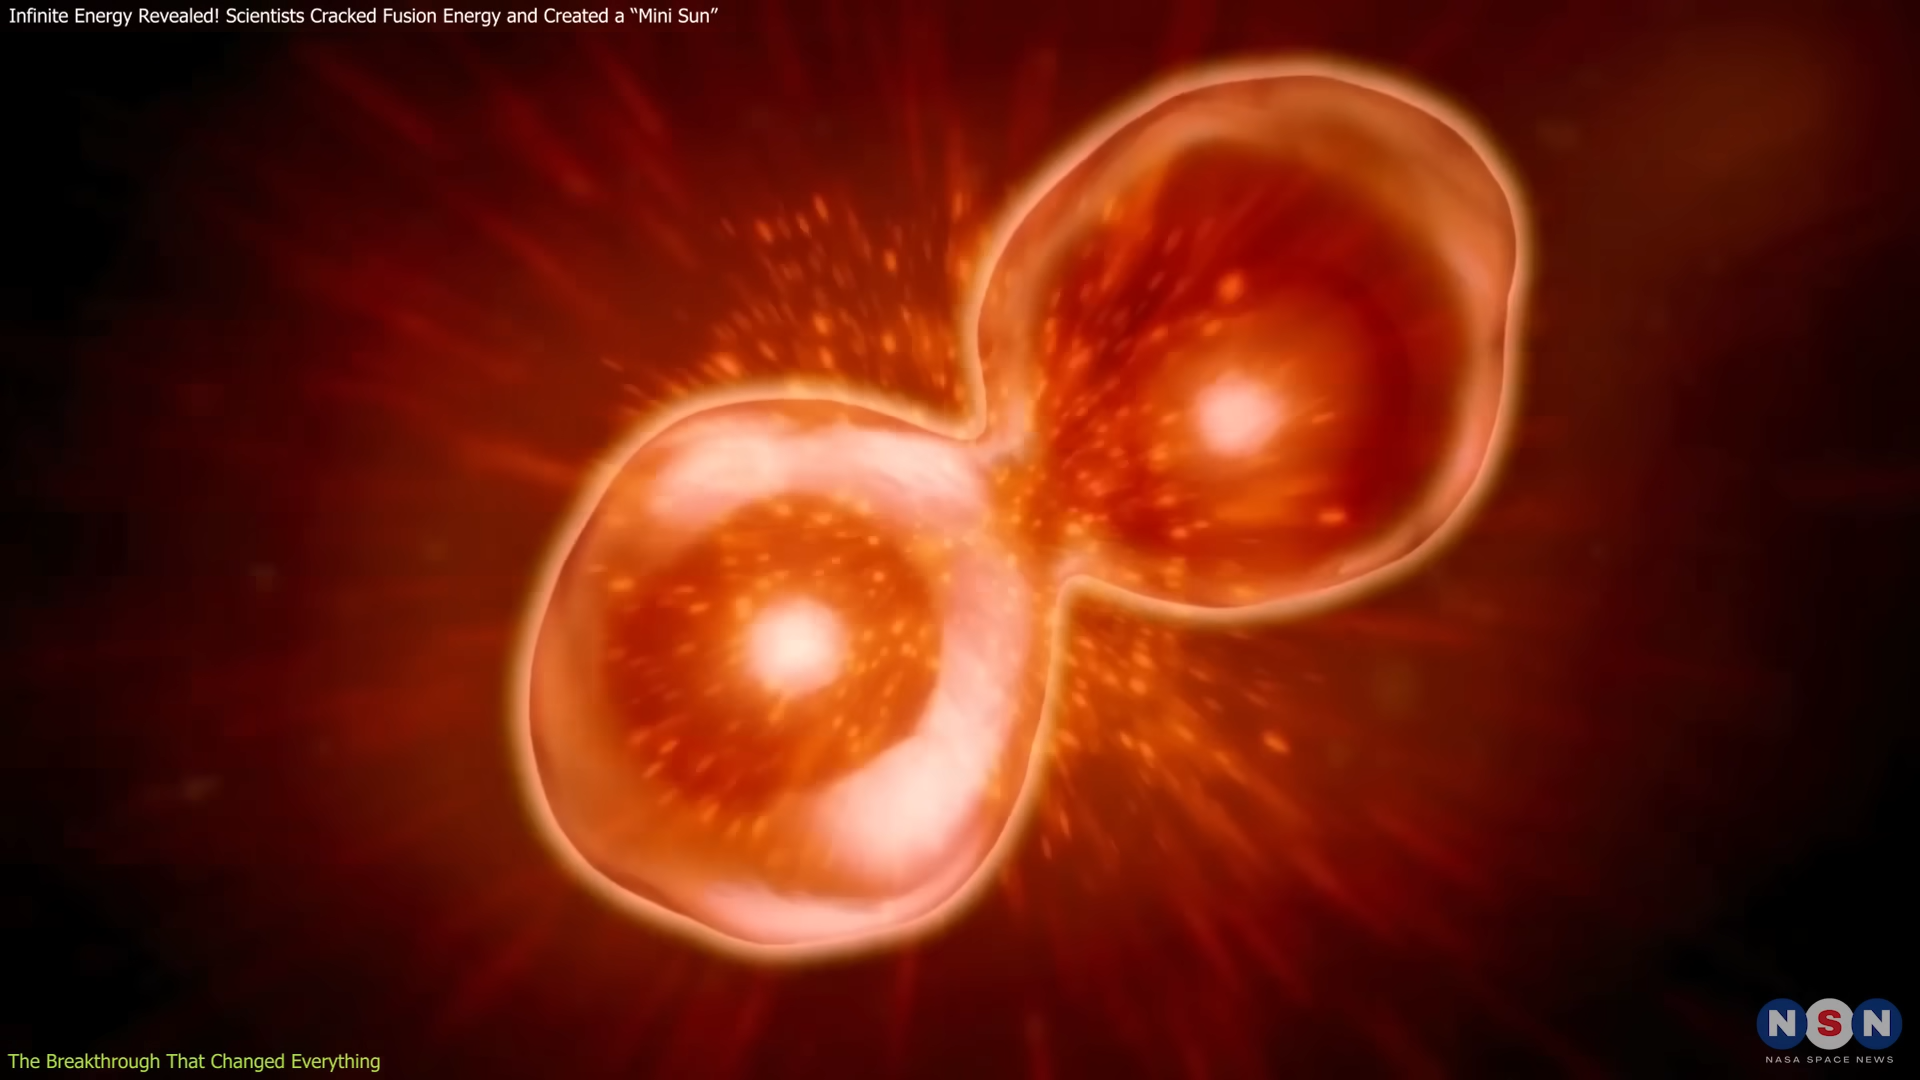 Infinite Energy Revealed! Scientists Cracked Fusion Energy and Created a “Mini Sun”
The Breakthrough That Changed Everything
NSN
NASA SPACE NEWS